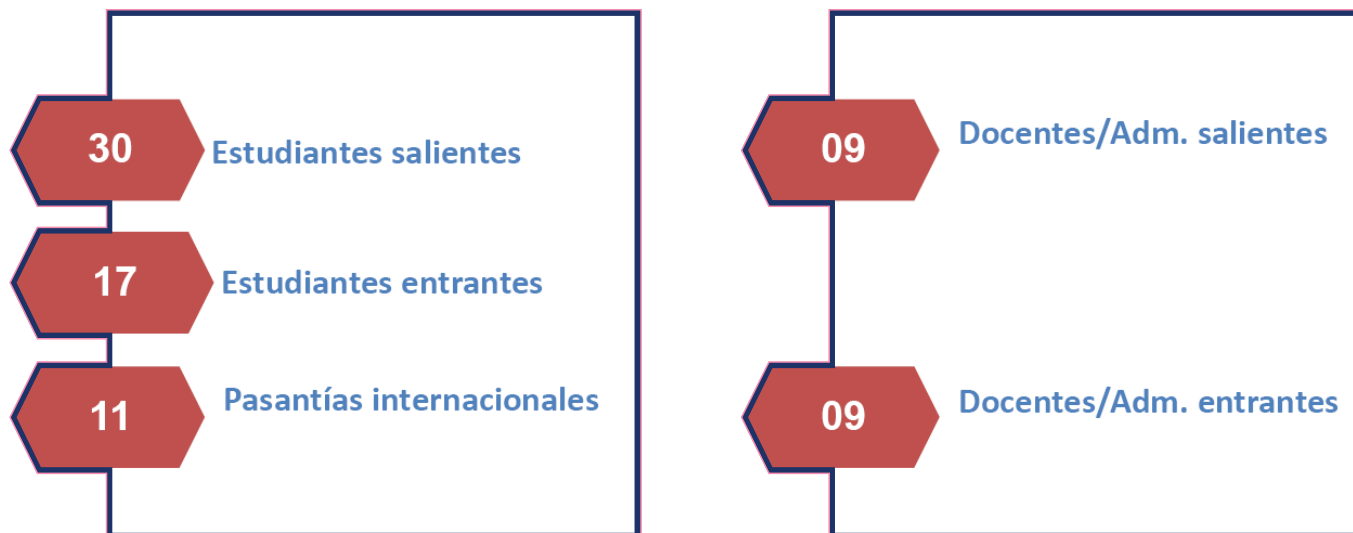 30
Estudiantes salientes
17
Estudiantes entrantes
11
Pasantías internacionales
09
Docentes/Adm. salientes
09
Docentes/Adm. entrantes